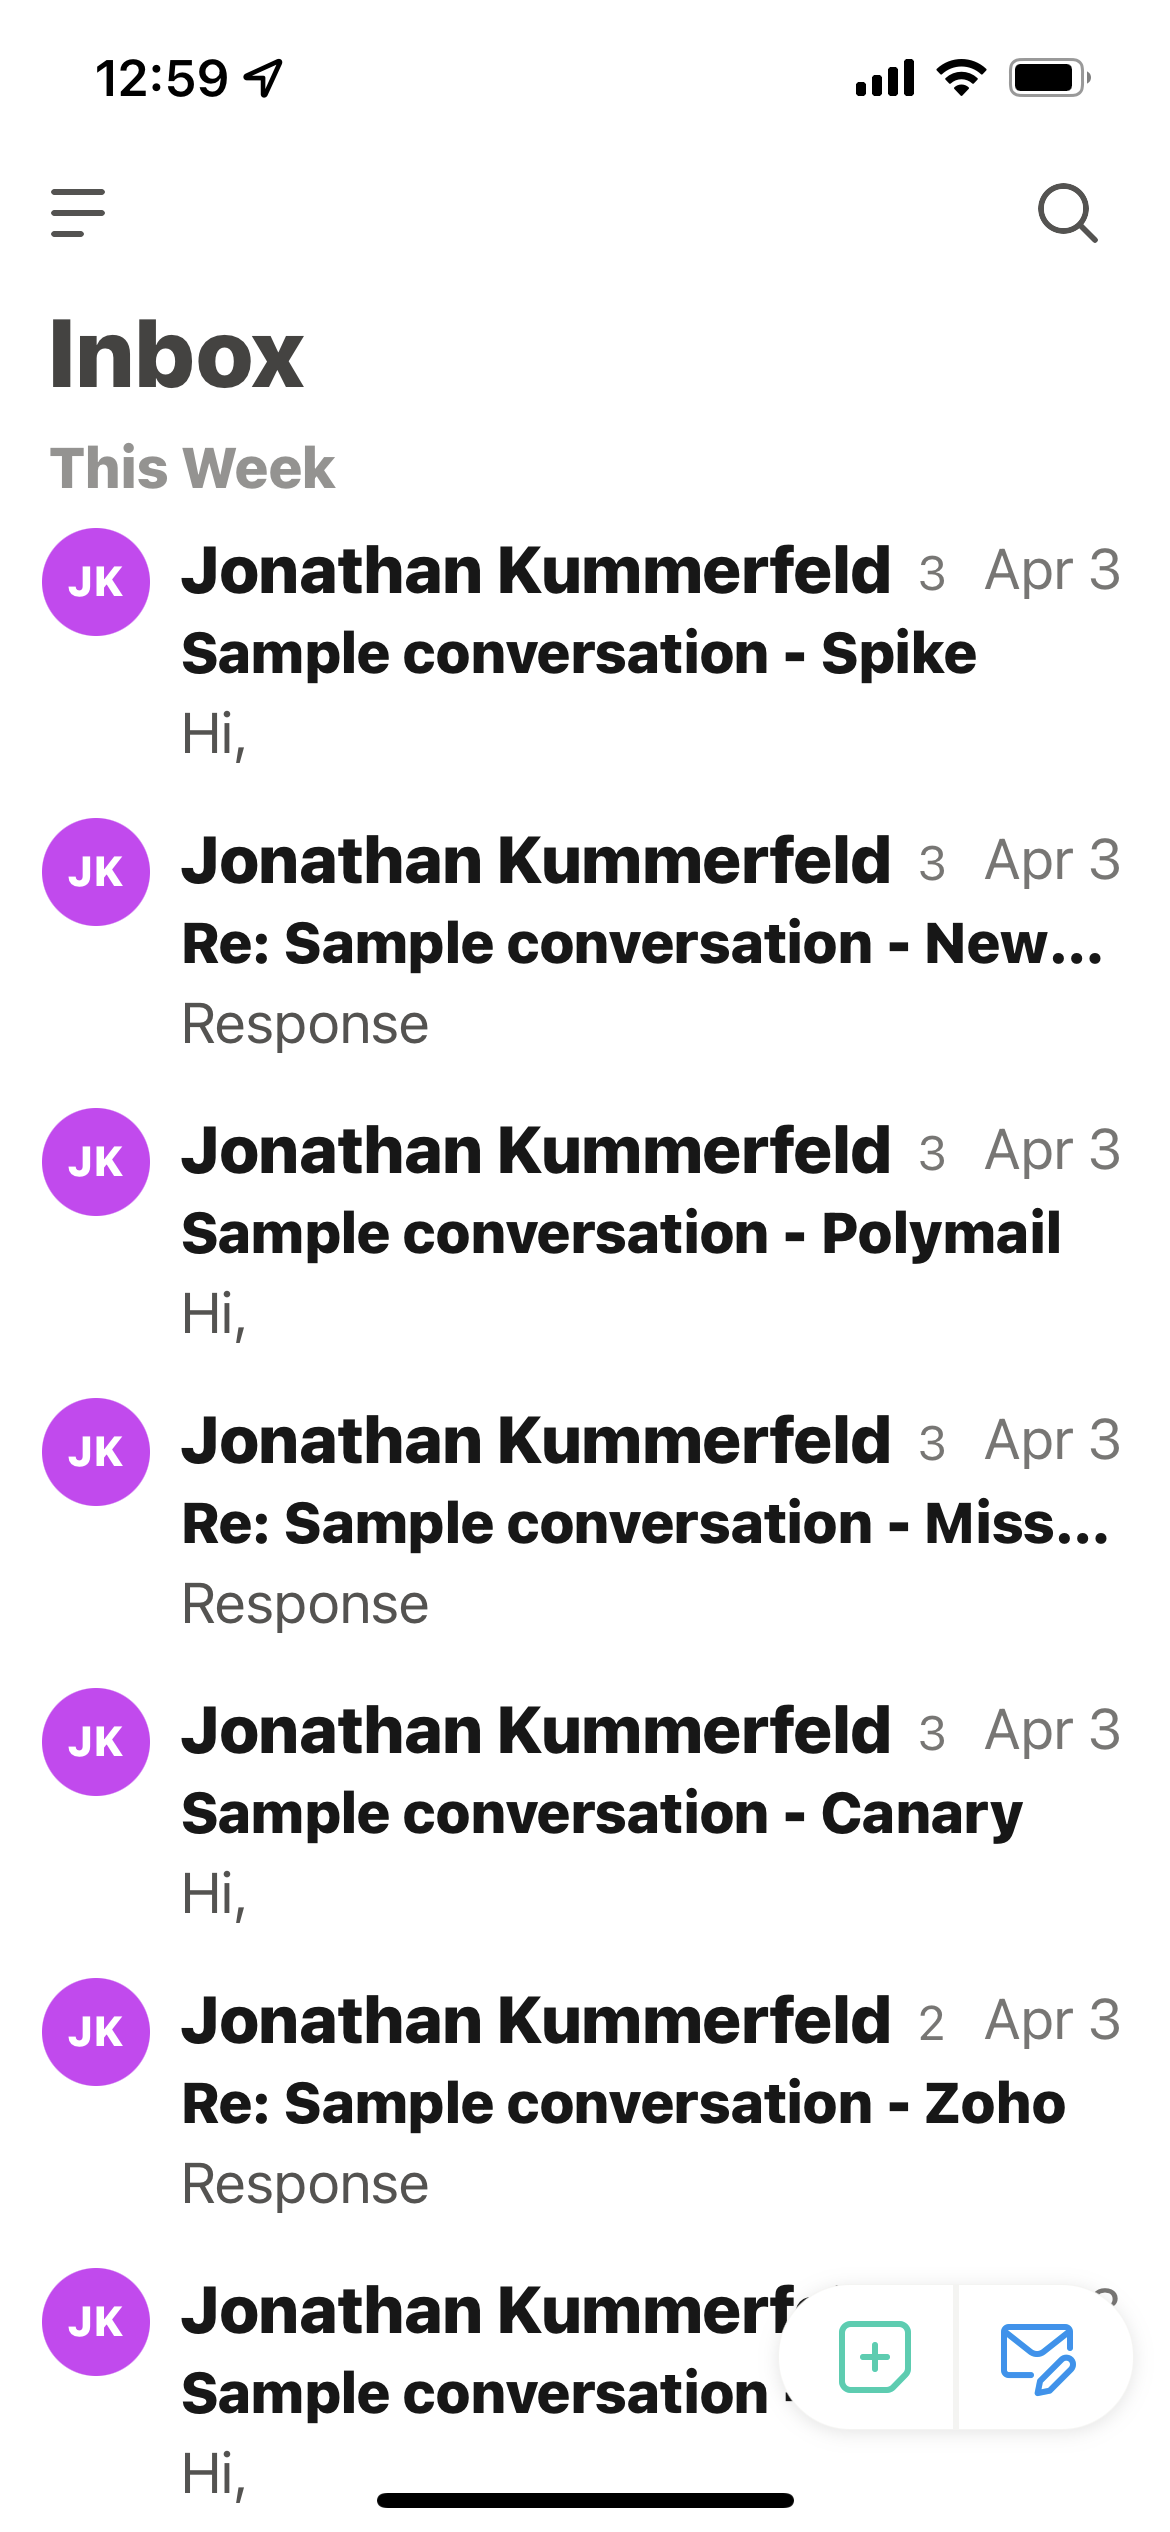 12:59
Inbox
This Week
JK Jonathan Kummerfeld 3 Apr 3
Sample conversation - Spike
Hi,
JK Jonathan Kummerfeld 3 Apr 3
Re: Sample conversation - New...
Response
JK Jonathan Kummerfeld 3 Apr 3
Sample conversation - Polymail
Hi,
JK Jonathan Kummerfeld 3 Apr 3
Re: Sample conversation - Miss...
Response
JK Jonathan Kummerfeld 3 Apr 3
Sample conversation - Canary
Hi,
JK Jonathan Kummerfeld 2 Apr 3
Re: Sample conversation - Zoho
Response
JK Jonathan
Sample conversation
Hi,